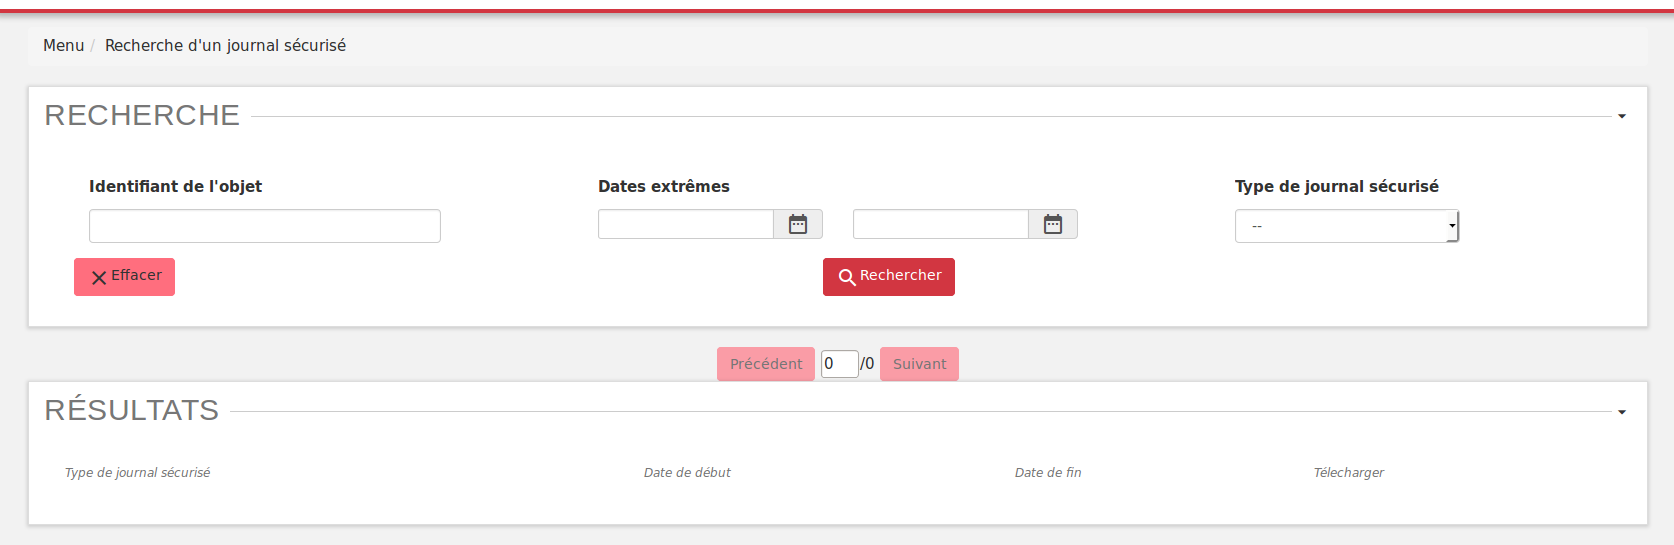 Menu / Recherche d'un journal sécurisé
RECHERCHE
Identifiant de l'objet Dates extrêmes Type de journal sécurisé
--
Effacer Rechercher
Précédent 0 /0 Suivant
RÉSULTATS
Type de journal sécurisé Date de début Date de fin Télecharger